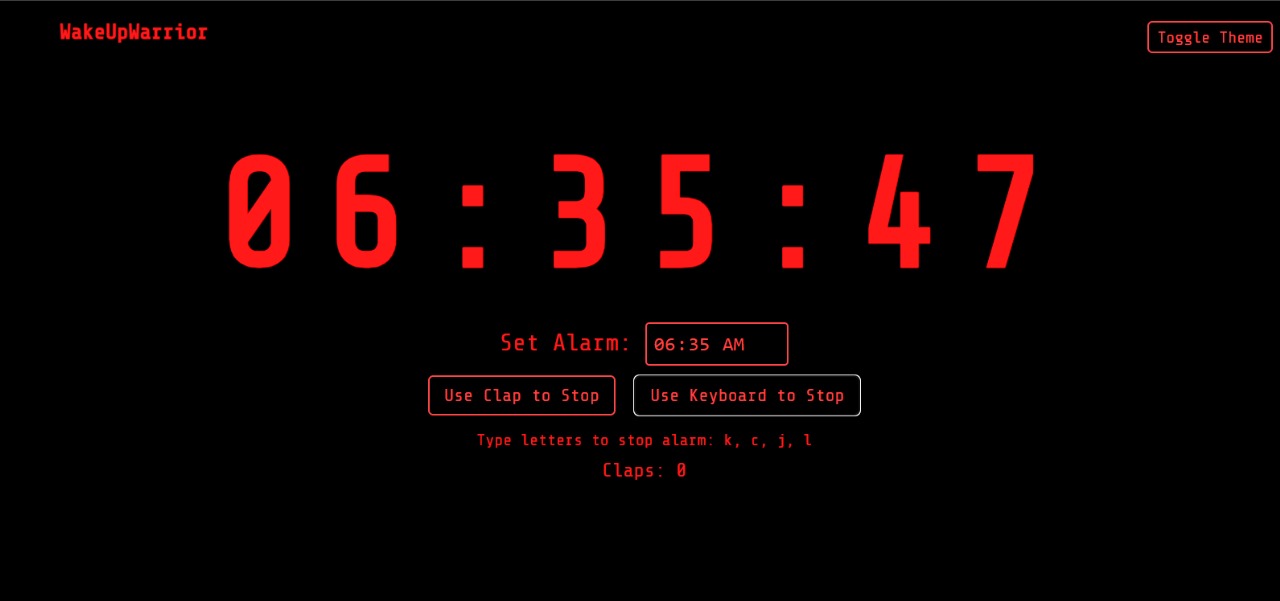 WakeUpWarrior
Toggle Theme
06:35:47
Set Alarm: 06:35 AM
Use Clap to Stop Use Keyboard to Stop
Type letters to stop alarm: k, c, j, l
Claps: 0